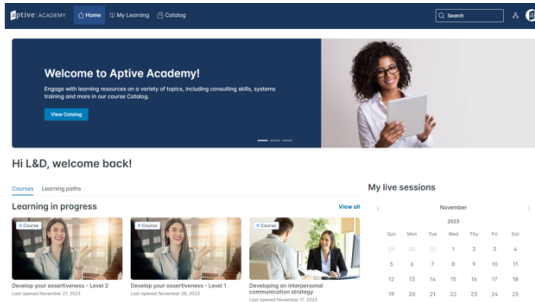 aptive | ACADEMY
Home
My Learning
Catalog
Search
Welcome to Aptive Academy!
Engage with learning resources on a variety of topics, including consulting skills, systems
training and more in our course Catalog.
View Catalog
Hi L&D, welcome back!
Courses
Learning paths
Learning in progress
View all
Course
Course
Course
Develop your assertiveness - Level 2
Last opened November 27, 2023
Develop your assertiveness - Level 1
Last opened November 28, 2023
Developing an interpersonal
communication strategy
Last opened November 17, 2023
My live sessions
November
2023
Sun Mon Tue Wed Thu Fri Sat
29 30 31 1 2 3 4
5 6 7 8 9 10 11
12 13 14 15 16 17 18
19 20 21 22 23 24 25